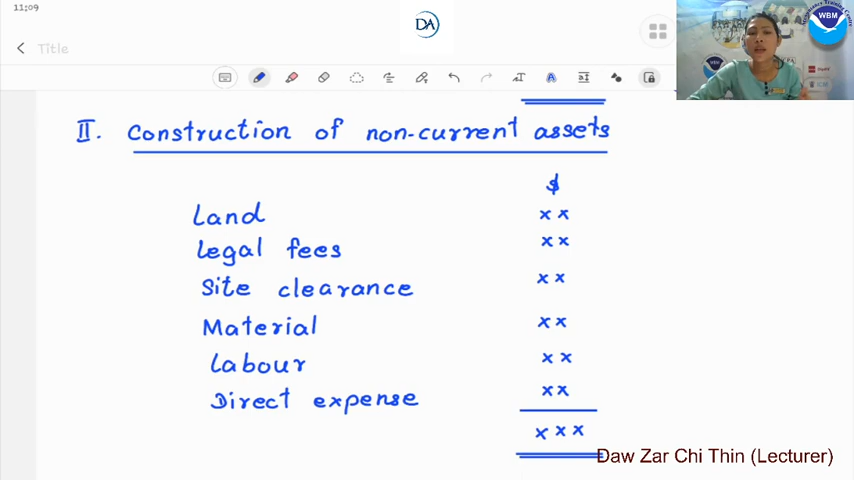 11:09
DA
Title
WBM
II. Construction of non-current assets
$
Land xx
Legal fees xx
Site clearance xx
Material xx
Labour xx
Direct expense xx
xxx
Daw Zar Chi Thin (Lecturer)